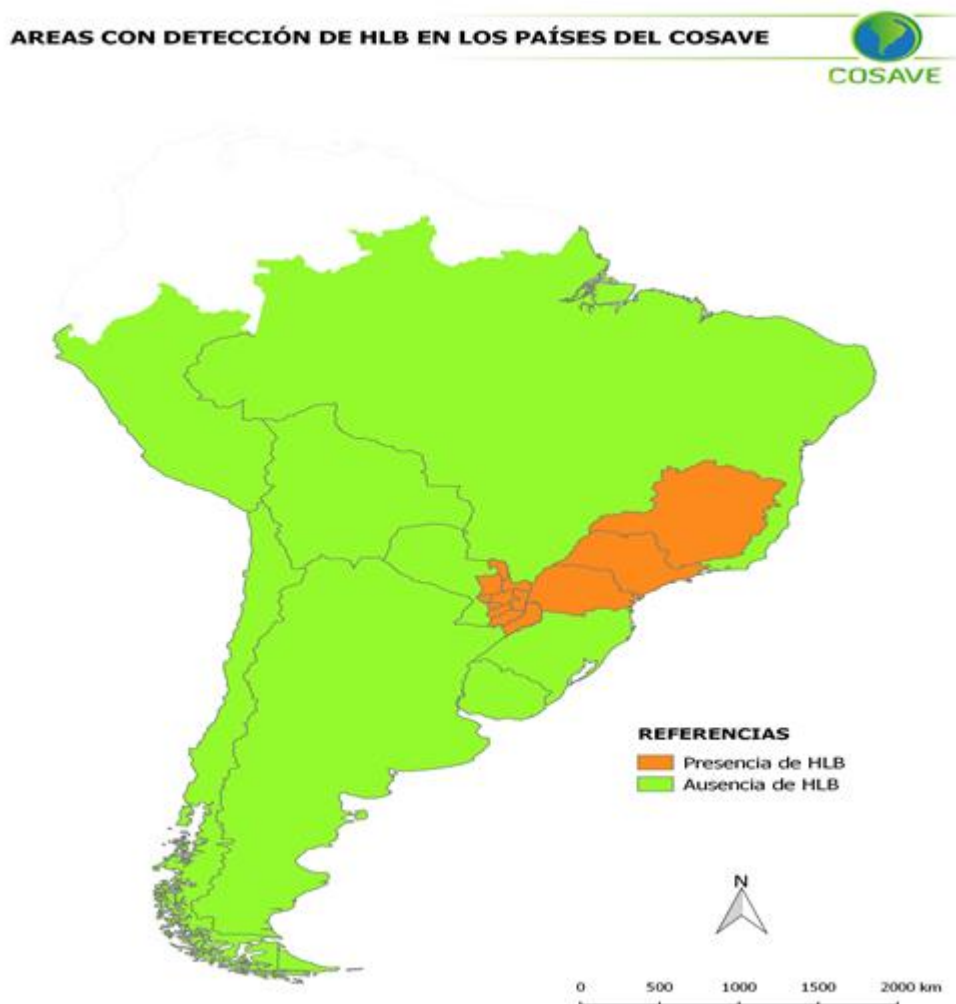 AREAS CON DETECCIÓN DE HLB EN LOS PAÍSES DEL COSAVE
COSAVE
REFERENCIAS
Presencia de HLB
Ausencia de HLB
N
0 500 1000 1500 2000 km